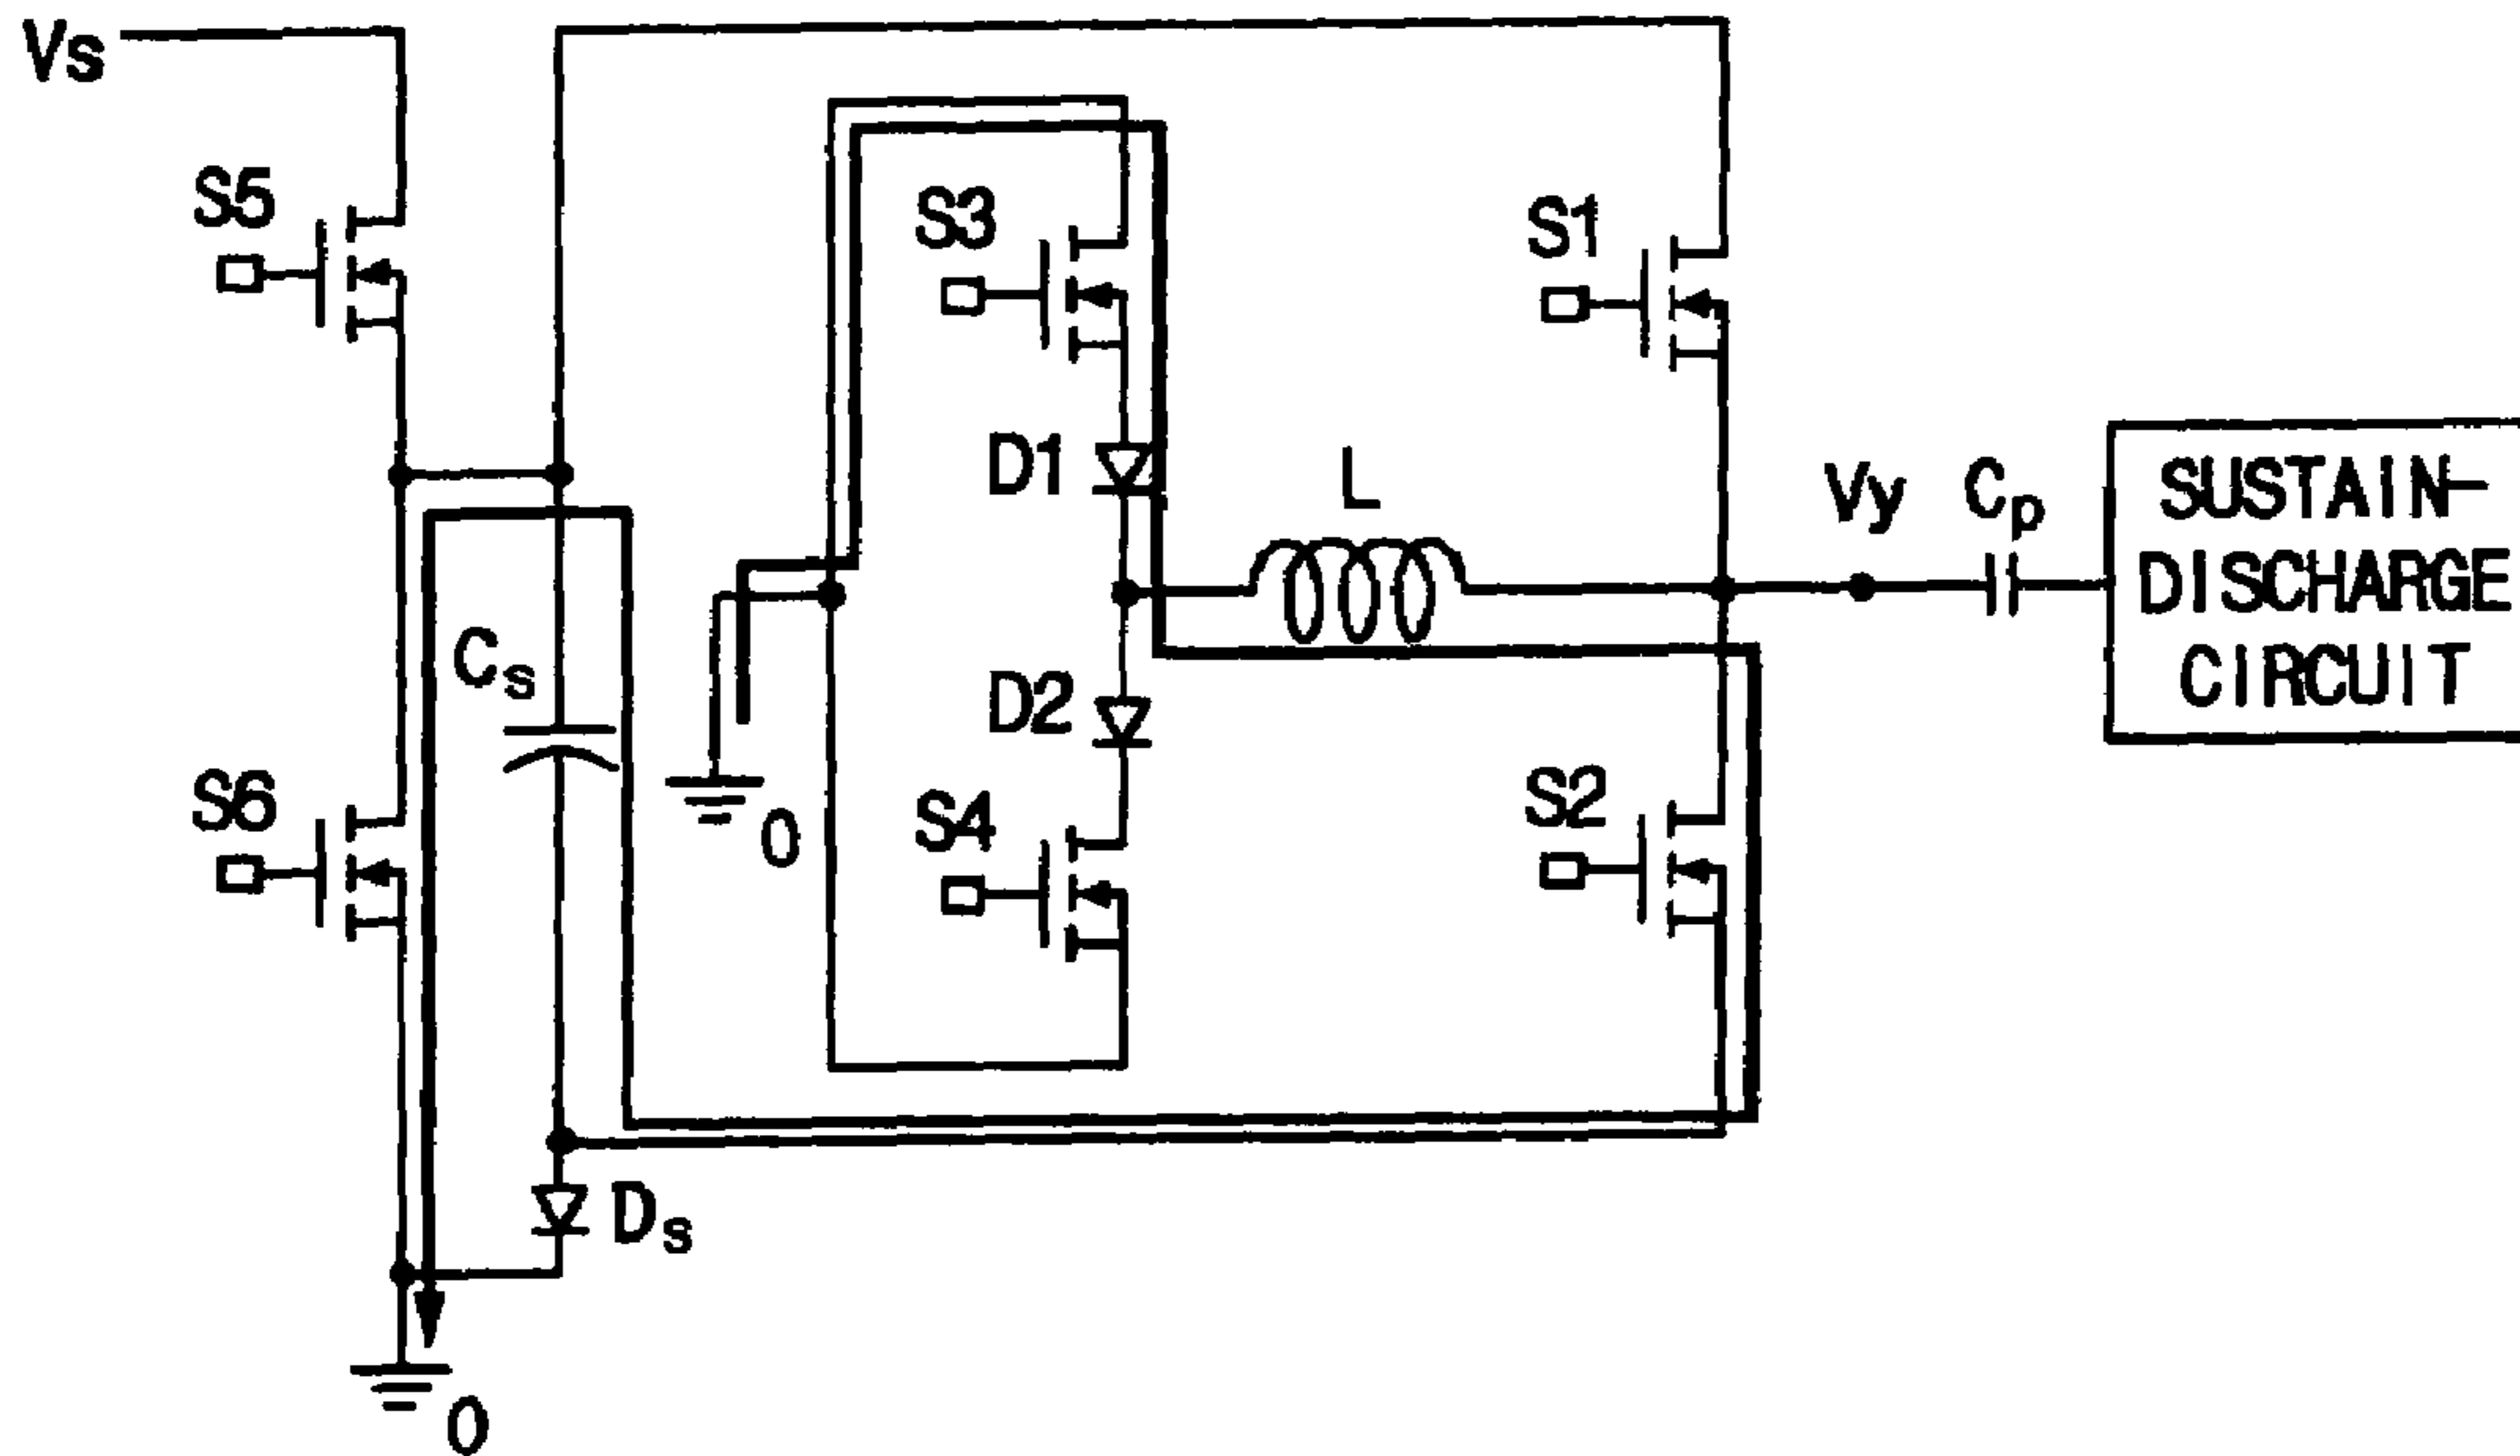 Vs
S5
S3
S1
D1
L
Vy
Cp
SUSTAIN-
DISCHARGE
CIRCUIT
Cs
D2
S6
S4
S2
0
Ds
0